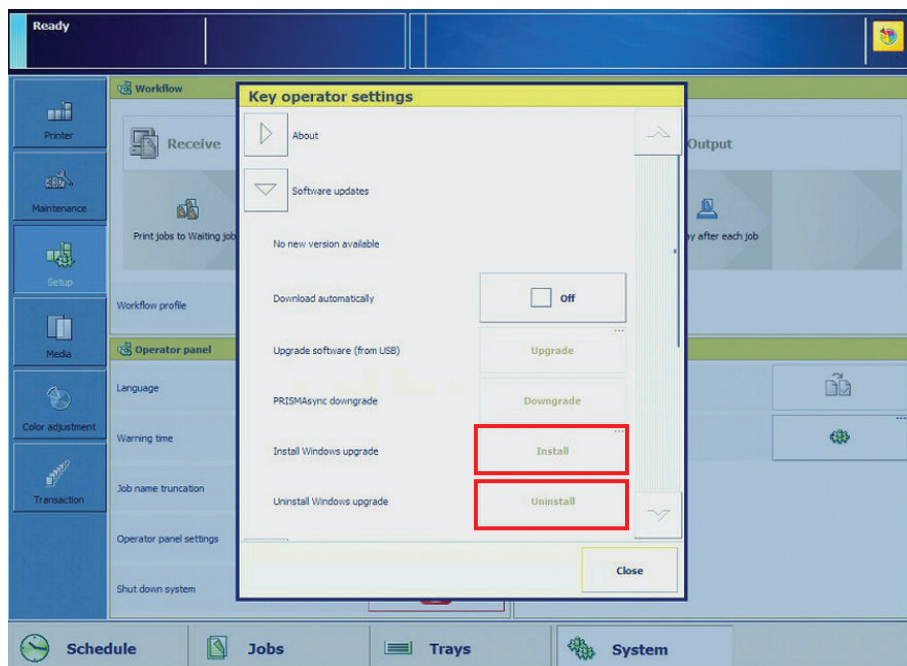 Ready
Printer
Maintenance
Setup
Media
Color adjustment
Transaction
Workflow
Receive
Print jobs to Waiting job
Output
ay after each job
Workflow profile
Operator panel
Language
Warning time
Job name truncation
Operator panel settings
Shut down system
Key operator settings
About
Software updates
No new version available
Download automatically
Off
Upgrade software (from USB)
Upgrade
PRISMAsync downgrade
Downgrade
Install Windows upgrade
Install
Uninstall Windows upgrade
Uninstall
Close
Schedule
Jobs
Trays
System